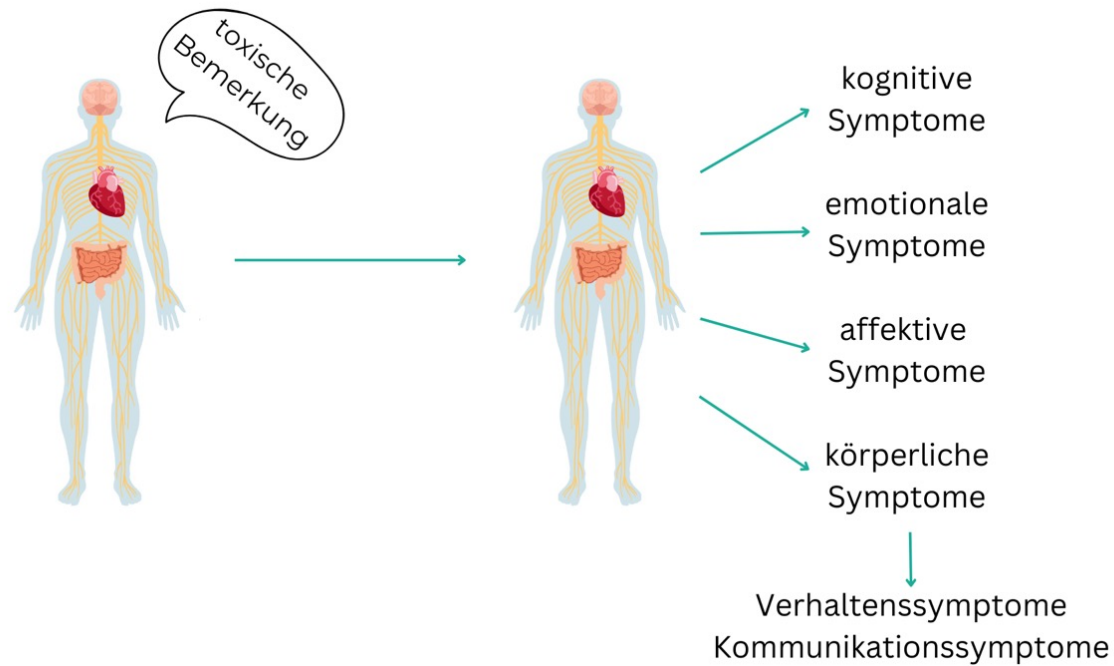 toxische
Bemerkung
kognitive
Symptome
emotionale
Symptome
affektive
Symptome
körperliche
Symptome
Verhaltenssymptome
Kommunikationssymptome